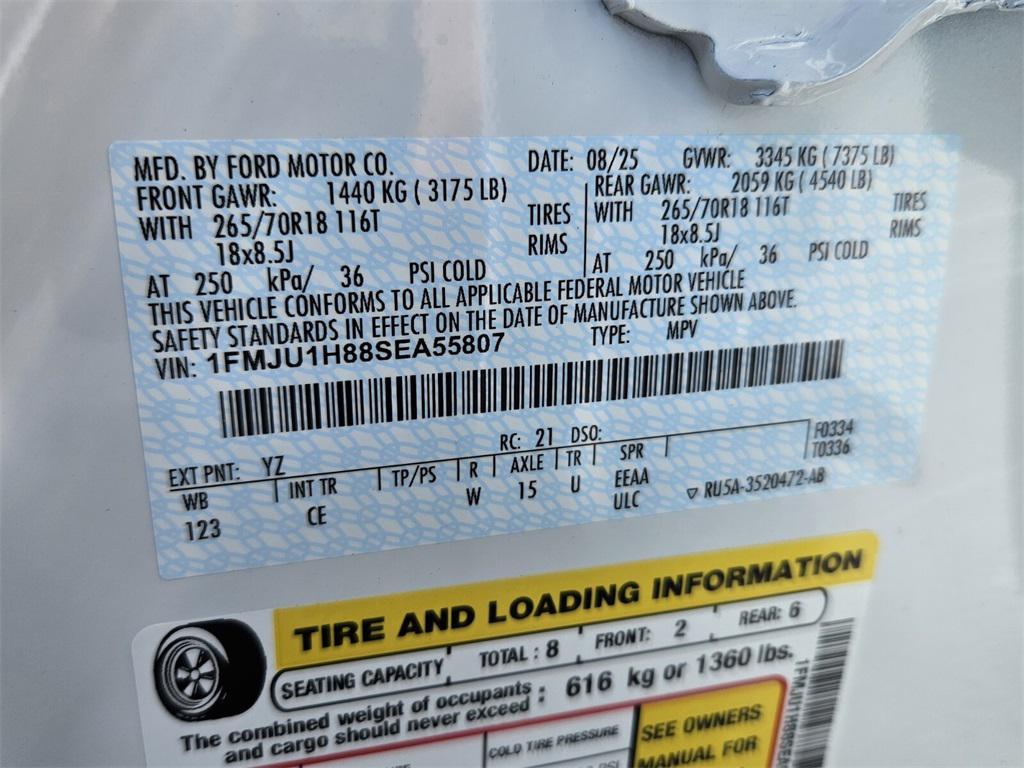 MFD. BY FORD MOTOR CO. DATE: 08/25 GVWR: 3345 KG ( 7375 LB)
FRONT GAWR: 1440 KG ( 3175 LB) REAR GAWR: 2059 KG ( 4540 LB)
WITH 265/70R18 116T TIRES WITH 265/70R18 116T TIRES
18x8.5J RIMS 18x8.5J RIMS
AT 250 kPa/ 36 PSI COLD AT 250 kPa/ 36 PSI COLD
THIS VEHICLE CONFORMS TO ALL APPLICABLE FEDERAL MOTOR VEHICLE
SAFETY STANDARDS IN EFFECT ON THE DATE OF MANUFACTURE SHOWN ABOVE.
VIN: 1FMJU1H88SEA55807 TYPE: MPV
EXT PNT: YZ RC: 21 DSO: F0334
T0336
WB INT TR TP/PS R AXLE TR SPR
123 CE W 15 U EEAA
ULC RU5A-3520472-AB
TIRE AND LOADING INFORMATION
SEATING CAPACITY TOTAL : 8 FRONT: 2 REAR: 6
The combined weight of occupants
and cargo should never exceed : 616 kg or 1360 lbs.
COLD TIRE PRESSURE
SEE OWNERS
MANUAL FOR